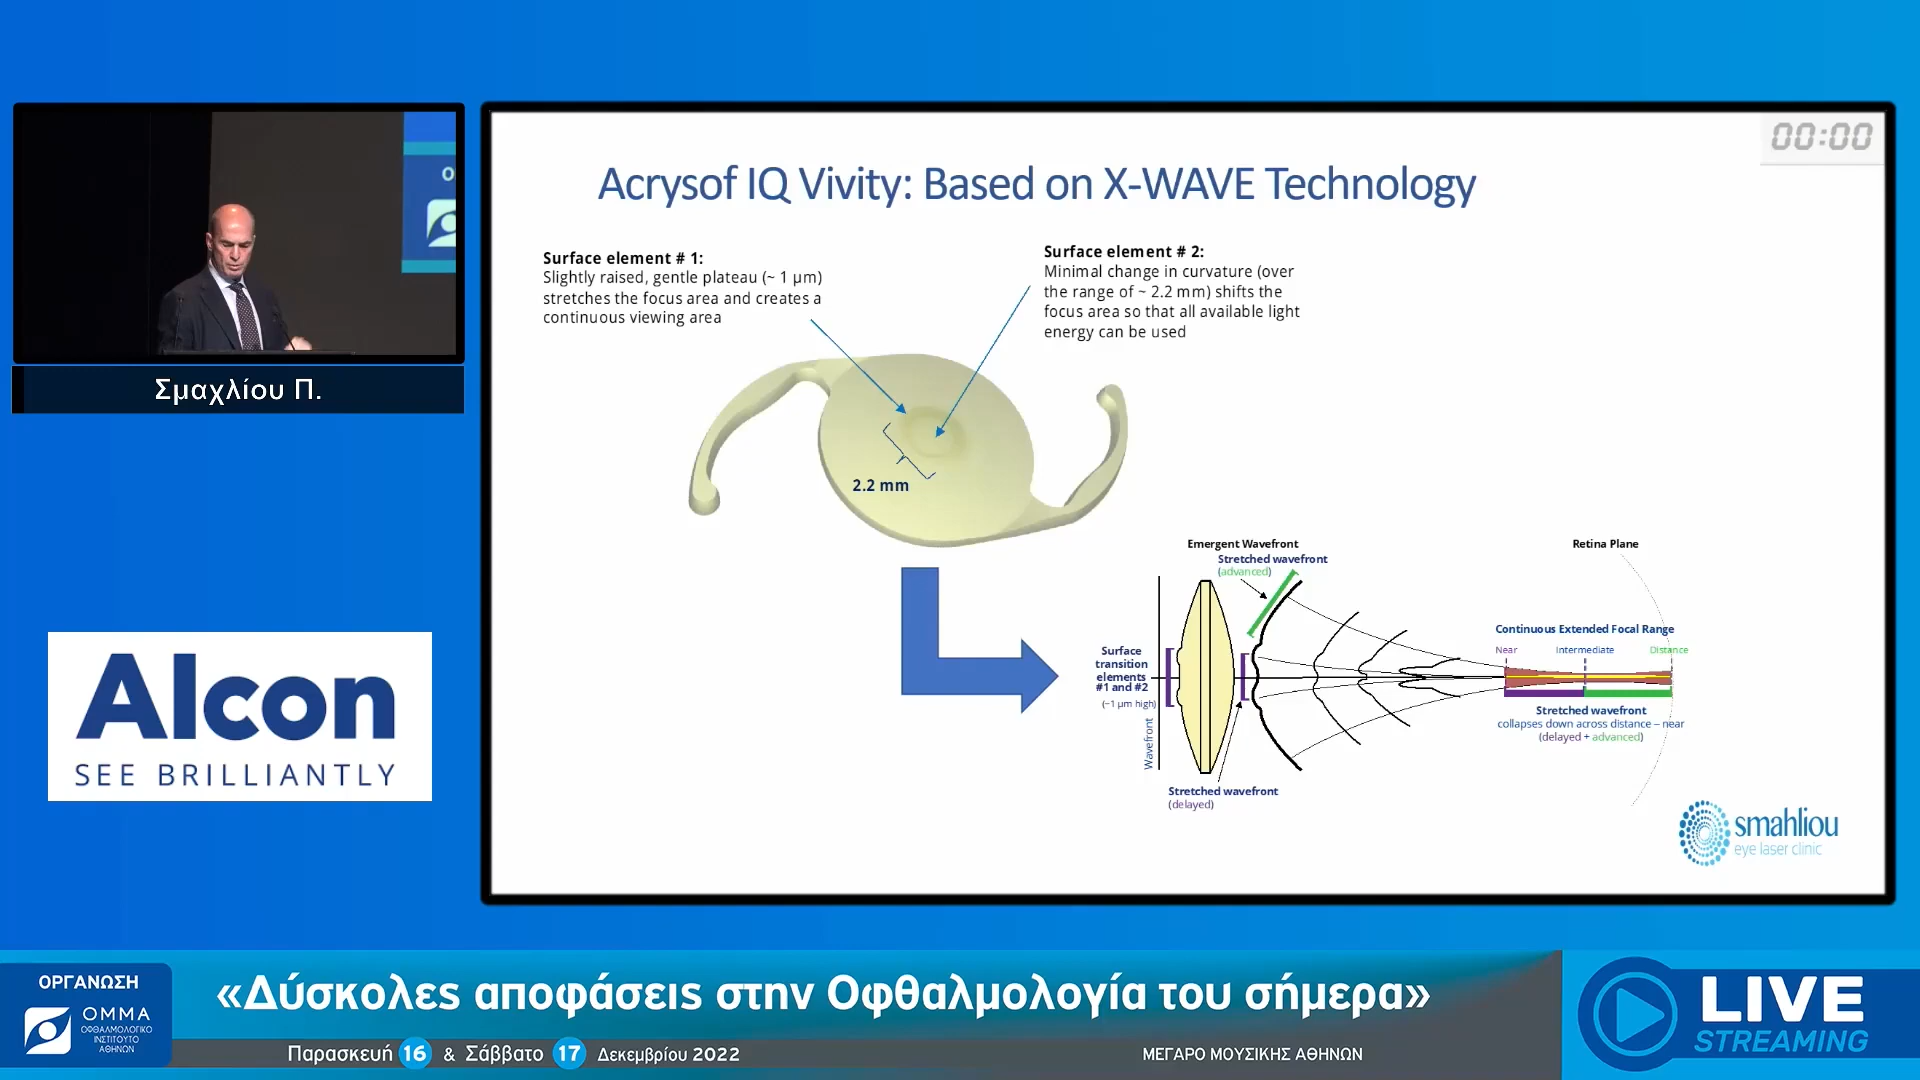 00:00
Acrysof IQ Vivity: Based on X-WAVE Technology
Surface element # 1:
Slightly raised, gentle plateau (~ 1 μm)
stretches the focus area and creates a
continuous viewing area
Surface element # 2:
Minimal change in curvature (over
the range of ~ 2.2 mm) shifts the
focus area so that all available light
energy can be used
2.2 mm
Emergent Wavefront
Stretched wavefront
(advanced)
Retina Plane
Surface
transition
elements
#1 and #2
(~1 μm high)
Wavefront
Stretched wavefront
(delayed)
Continuous Extended Focal Range
Near Intermediate Distance
Stretched wavefront
collapses down across distance – near
(delayed + advanced)
smahliou
eye laser clinic
Ο
Σμαχλίου Π.
Alcon
SEE BRILLIANTLY
ΟΡΓΑΝΩΣΗ
ΟΜΜΑ
ΟΦΘΑΛΜΟΛΟΓΙΚΟ
ΙΝΣΤΙΤΟΥΤΟ
ΑΘΗΝΩΝ
«Δύσκολες αποφάσεις στην Οφθαλμολογία του σήμερα»
Παρασκευή 16 & Σάββατο 17 Δεκεμβρίου 2022
ΜΕΓΑΡΟ ΜΟΥΣΙΚΗΣ ΑΘΗΝΩΝ
LIVE
STREAMING